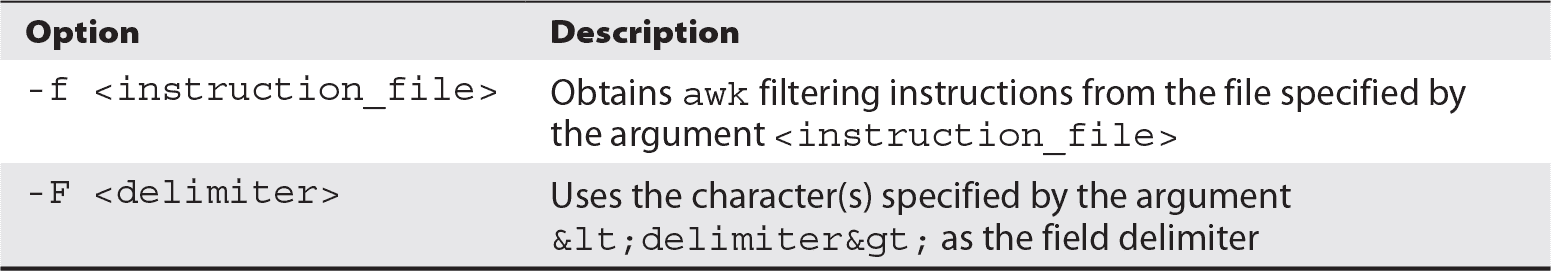 Option Description
-f <instruction_file> Obtains awk filtering instructions from the file specified by
the argument <instruction_file>
-F <delimiter> Uses the character(s) specified by the argument
&lt;delimiter&gt; as the field delimiter